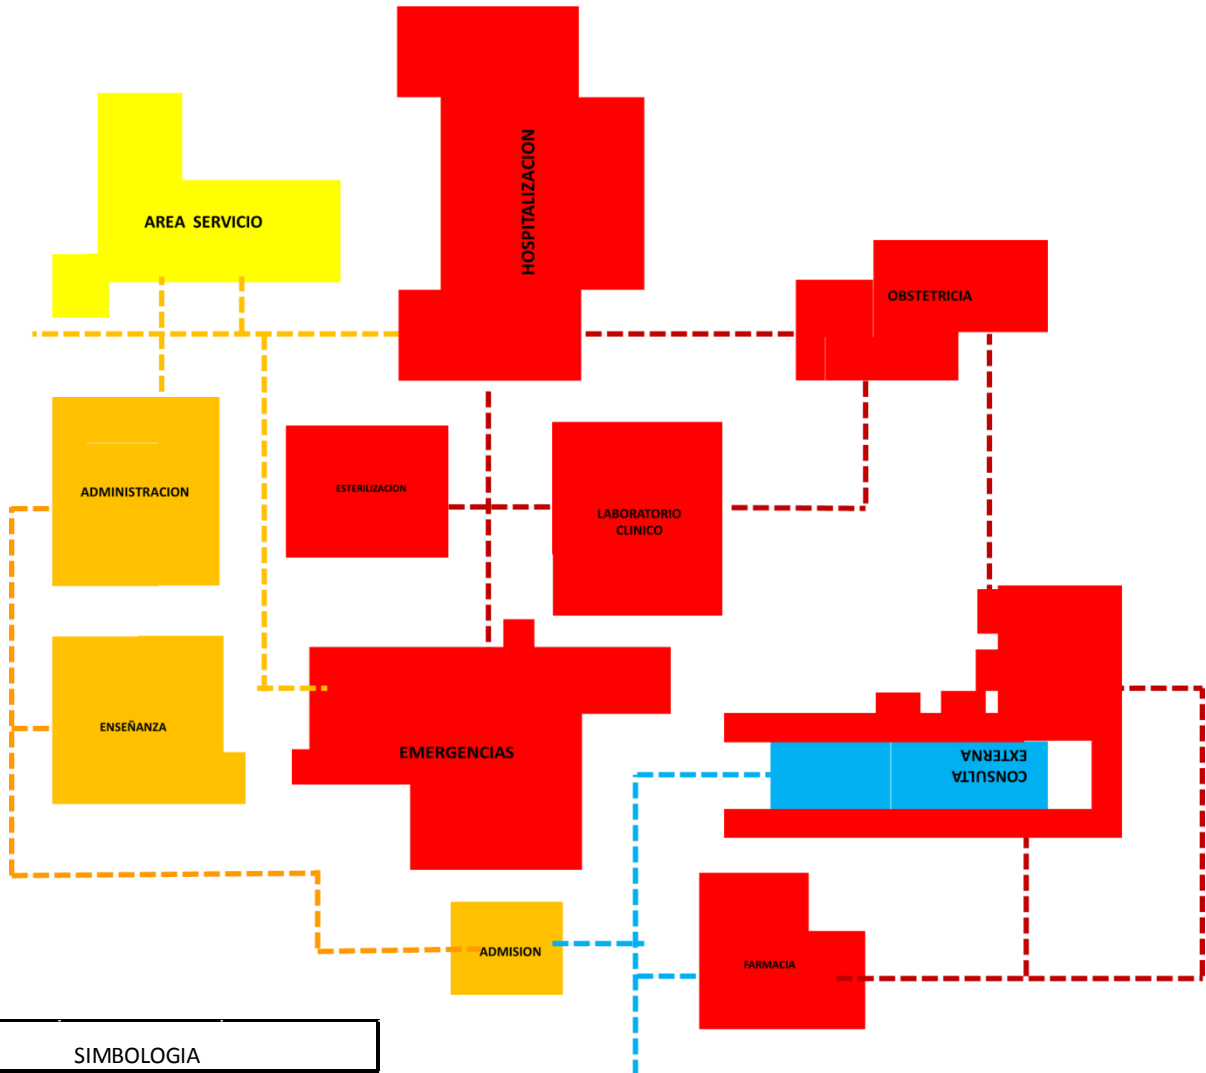 HOSPITALIZACION
AREA SERVICIO
OBSTETRICIA
ADMINISTRACION
ESTERILIZACION
LABORATORIO
CLINICO
ENSEÑANZA
EMERGENCIAS
CONSULTA
EXTERNA
ADMISION
FARMACIA
SIMBOLOGIA